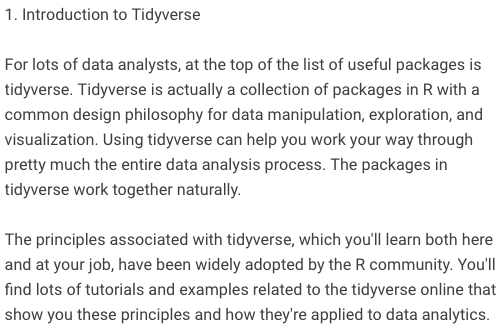 1. Introduction to Tidyverse
For lots of data analysts, at the top of the list of useful packages is
tidyverse. Tidyverse is actually a collection of packages in R with a
common design philosophy for data manipulation, exploration, and
visualization. Using tidyverse can help you work your way through
pretty much the entire data analysis process. The packages in
tidyverse work together naturally.
The principles associated with tidyverse, which you'll learn both here
and at your job, have been widely adopted by the R community. You'll
find lots of tutorials and examples related to the tidyverse online that
show you these principles and how they're applied to data analytics.